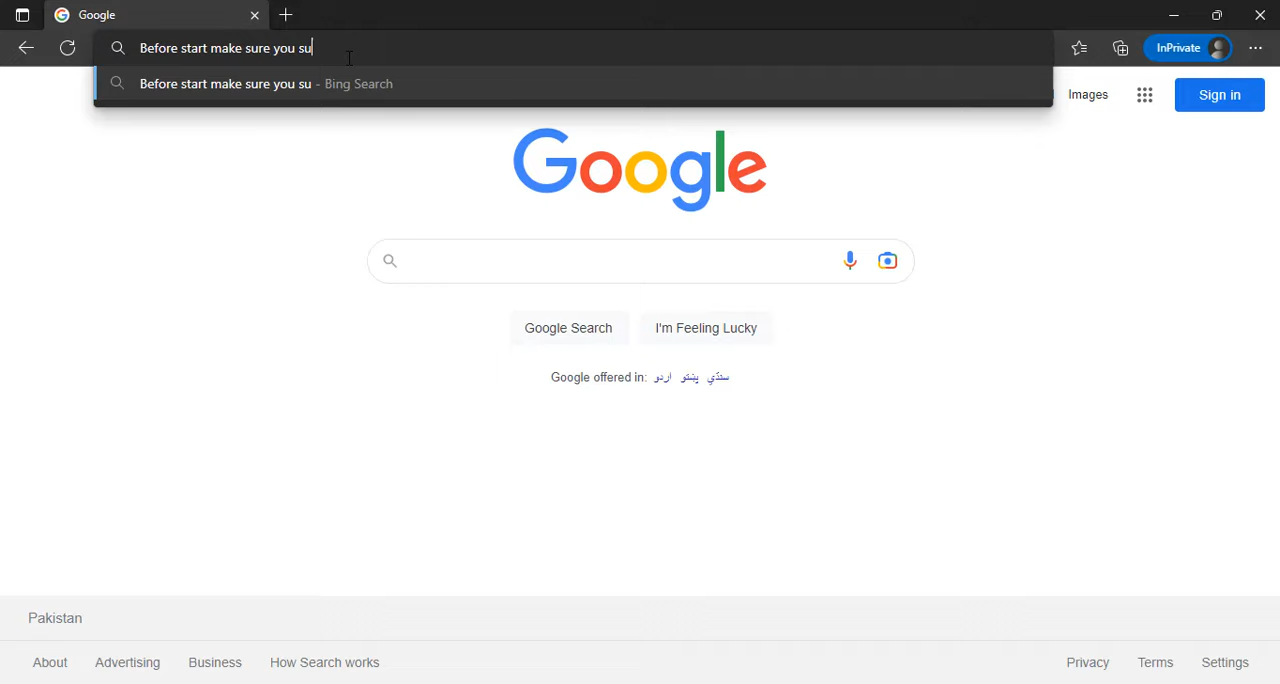 Google
Before start make sure you su
InPrivate
Before start make sure you su - Bing Search
Images
Sign in
Google
Google Search
I'm Feeling Lucky
Google offered in: اردو پښتو سنڌي
Pakistan
About
Advertising
Business
How Search works
Privacy
Terms
Settings